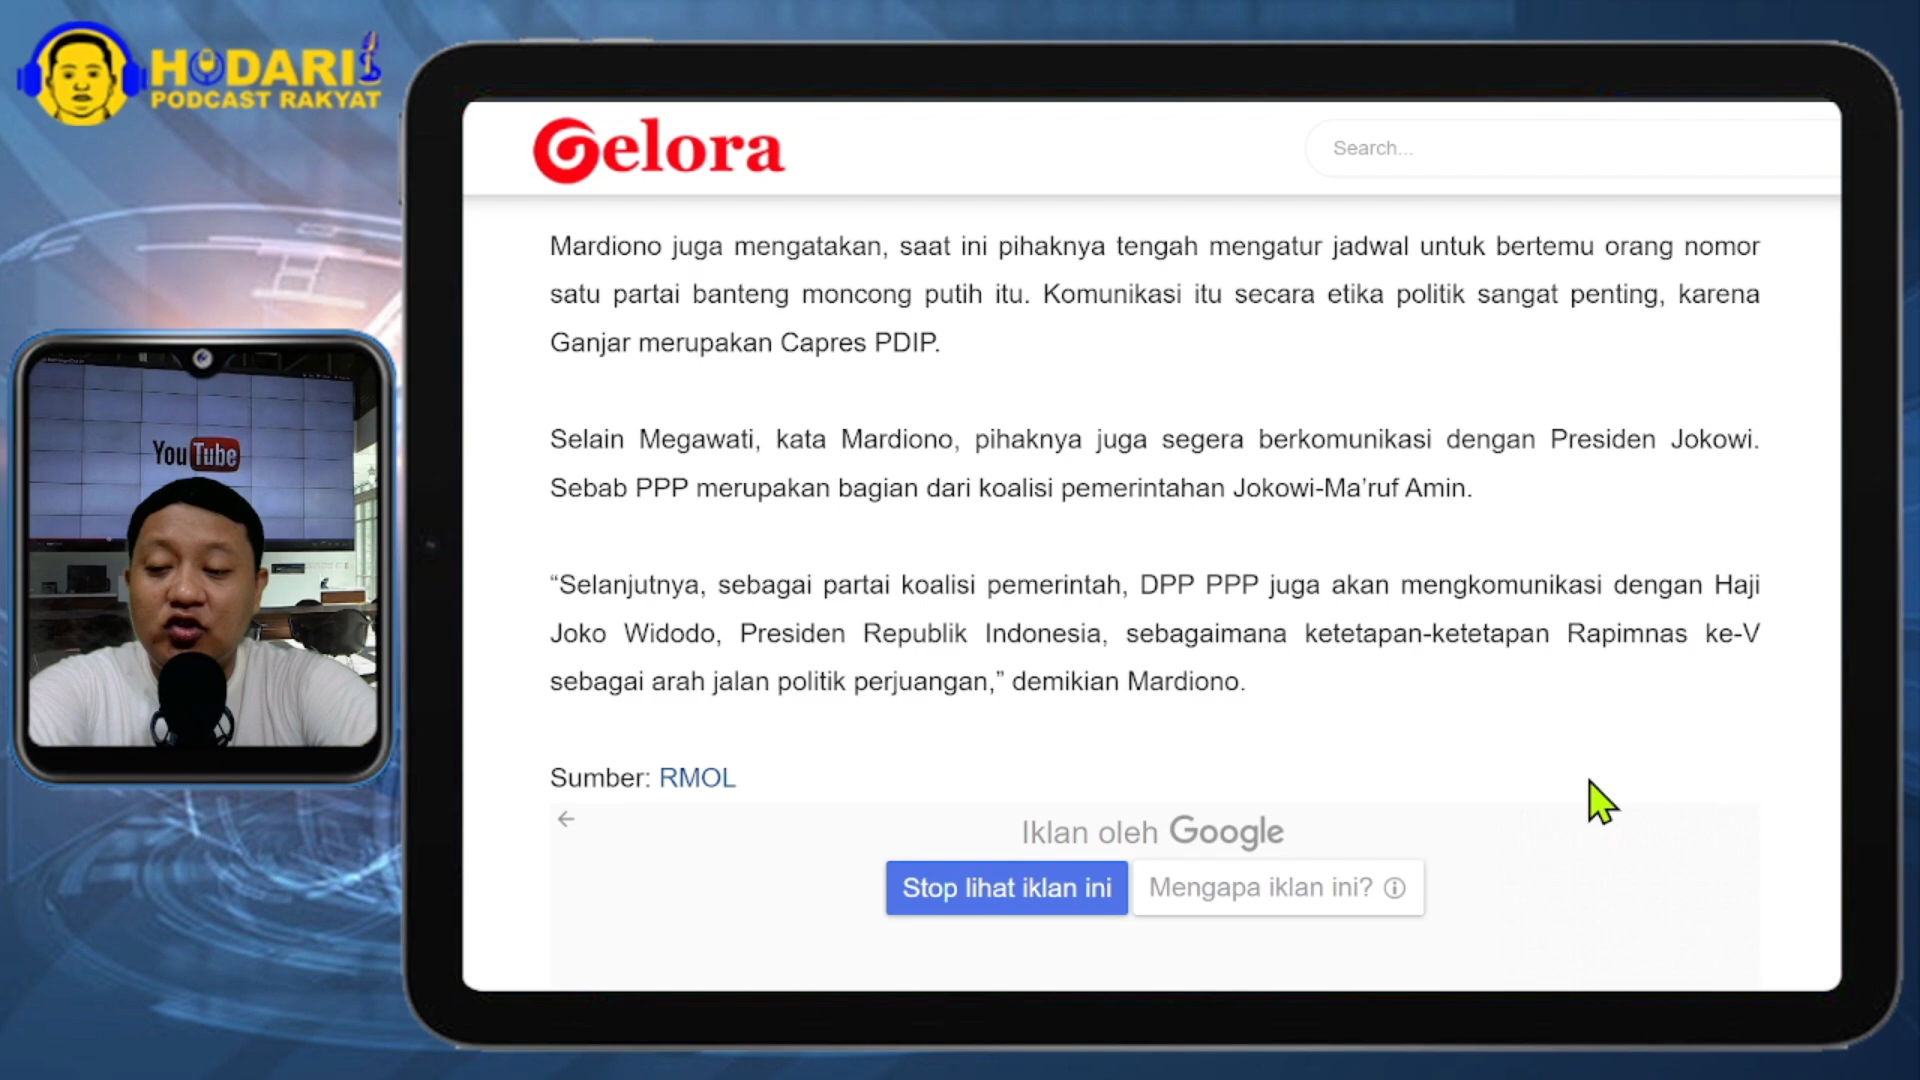 HODARI
PODCAST RAKYAT
YouTube
Gelora
Search...
Mardiono juga mengatakan, saat ini pihaknya tengah mengatur jadwal untuk bertemu orang nomor
satu partai banteng moncong putih itu. Komunikasi itu secara etika politik sangat penting, karena
Ganjar merupakan Capres PDIP.
Selain Megawati, kata Mardiono, pihaknya juga segera berkomunikasi dengan Presiden Jokowi.
Sebab PPP merupakan bagian dari koalisi pemerintahan Jokowi-Ma’ruf Amin.
“Selanjutnya, sebagai partai koalisi pemerintah, DPP PPP juga akan mengkomunikasi dengan Haji
Joko Widodo, Presiden Republik Indonesia, sebagaimana ketetapan-ketetapan Rapimnas ke-V
sebagai arah jalan politik perjuangan,” demikian Mardiono.
Sumber: RMOL
Iklan oleh Google
Stop lihat iklan ini
Mengapa iklan ini?